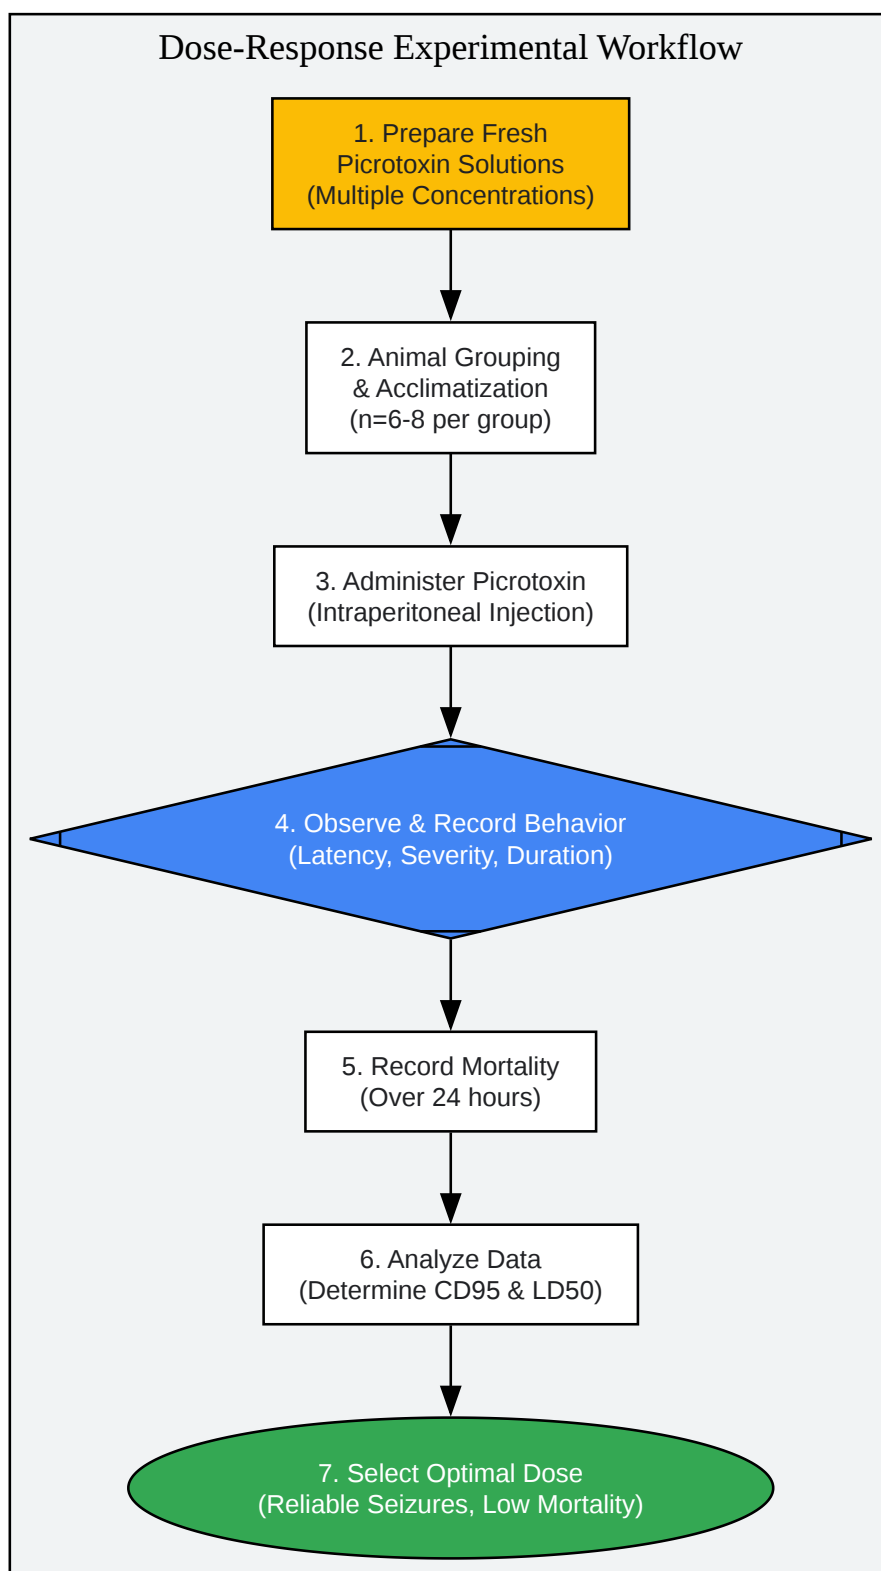 Dose-Response Experimental Workflow
1. Prepare Fresh
Picrotoxin Solutions
(Multiple Concentrations)
2. Animal Grouping
& Acclimatization
(n=6-8 per group)
3. Administer Picrotoxin
(Intraperitoneal Injection)
4. Observe & Record Behavior
(Latency, Severity, Duration)
5. Record Mortality
(Over 24 hours)
6. Analyze Data
(Determine CD95 & LD50)
7. Select Optimal Dose
(Reliable Seizures, Low Mortality)